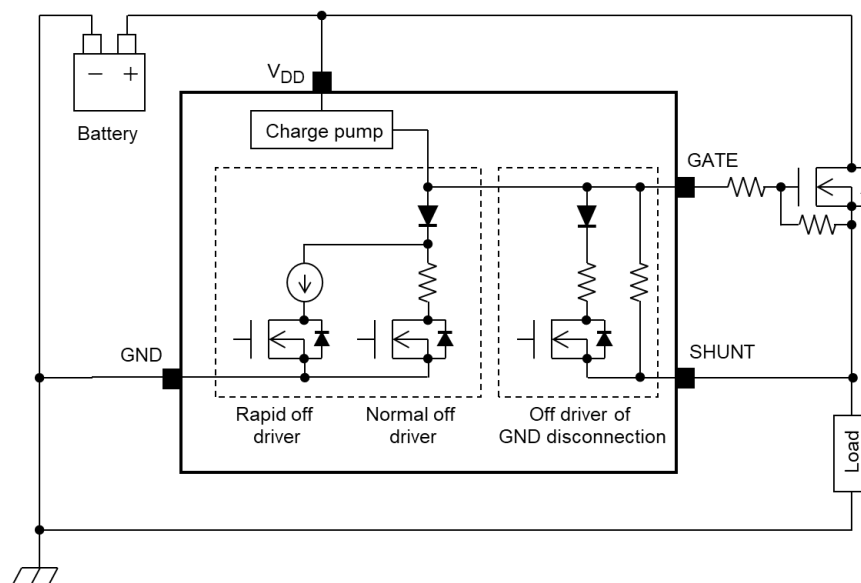 VDD
Battery
Charge pump
GATE
GND
SHUNT
Rapid off
driver
Normal off
driver
Off driver of
GND disconnection
Load